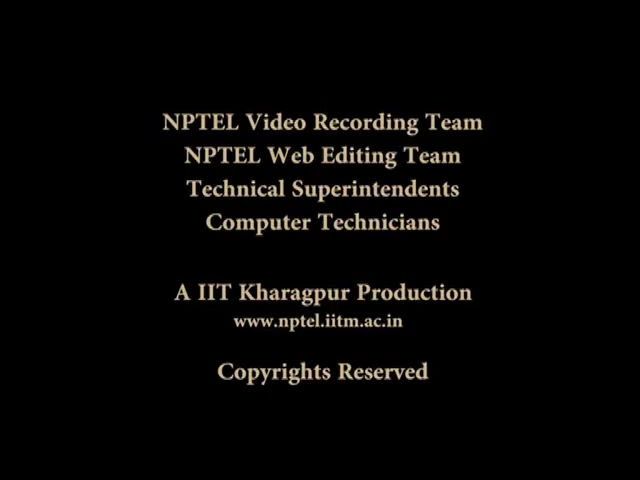 NPTEL Video Recording Team
NPTEL Web Editing Team
Technical Superintendents
Computer Technicians
A IIT Kharagpur Production
www.nptel.iitm.ac.in
Copyrights Reserved